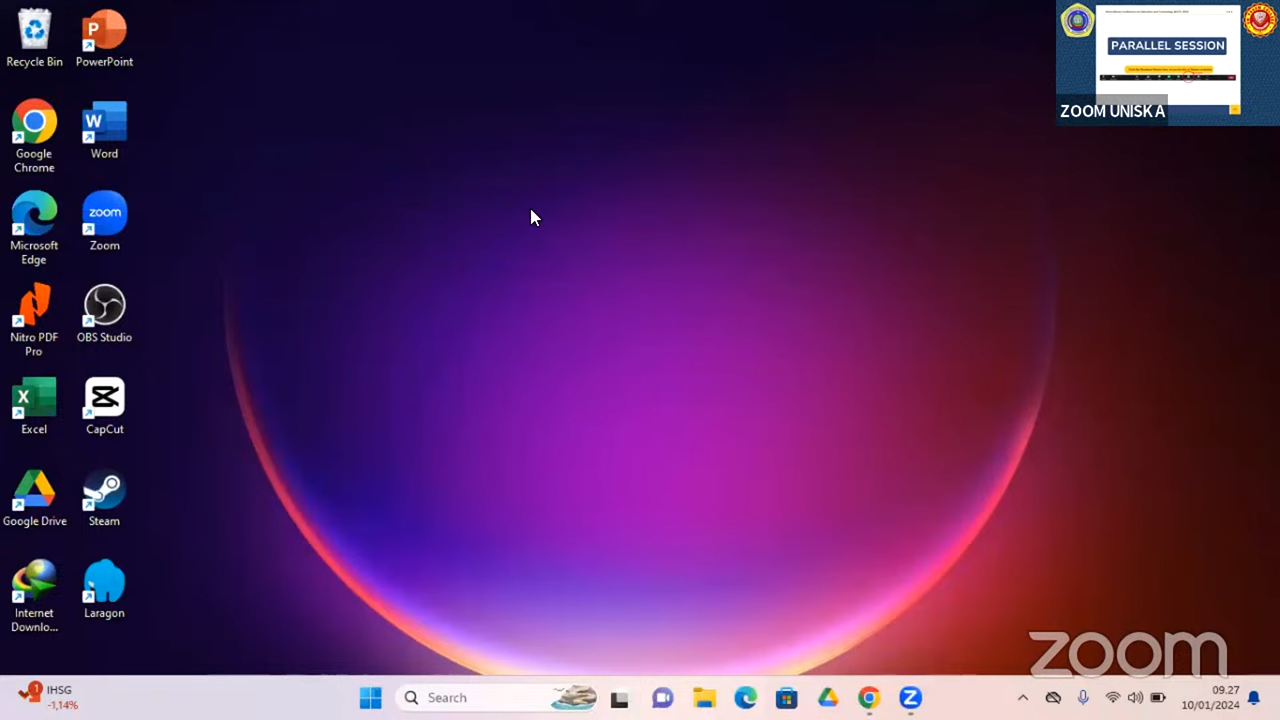 Recycle Bin
PowerPoint
Google
Chrome
Word
Microsoft
Edge
zoom
Zoom
Nitro PDF
Pro
OBS Studio
Excel
CapCut
Google Drive
Steam
Internet
Downlo...
Laragon
PARALLEL SESSION
ZOOM UNISKA
zoom
1
IHSG
-1,14%
Search
09.27
10/01/2024